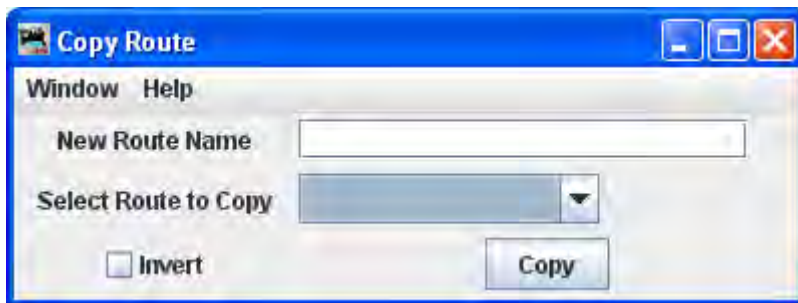 Copy Route
Window Help
New Route Name
Select Route to Copy
Invert Copy